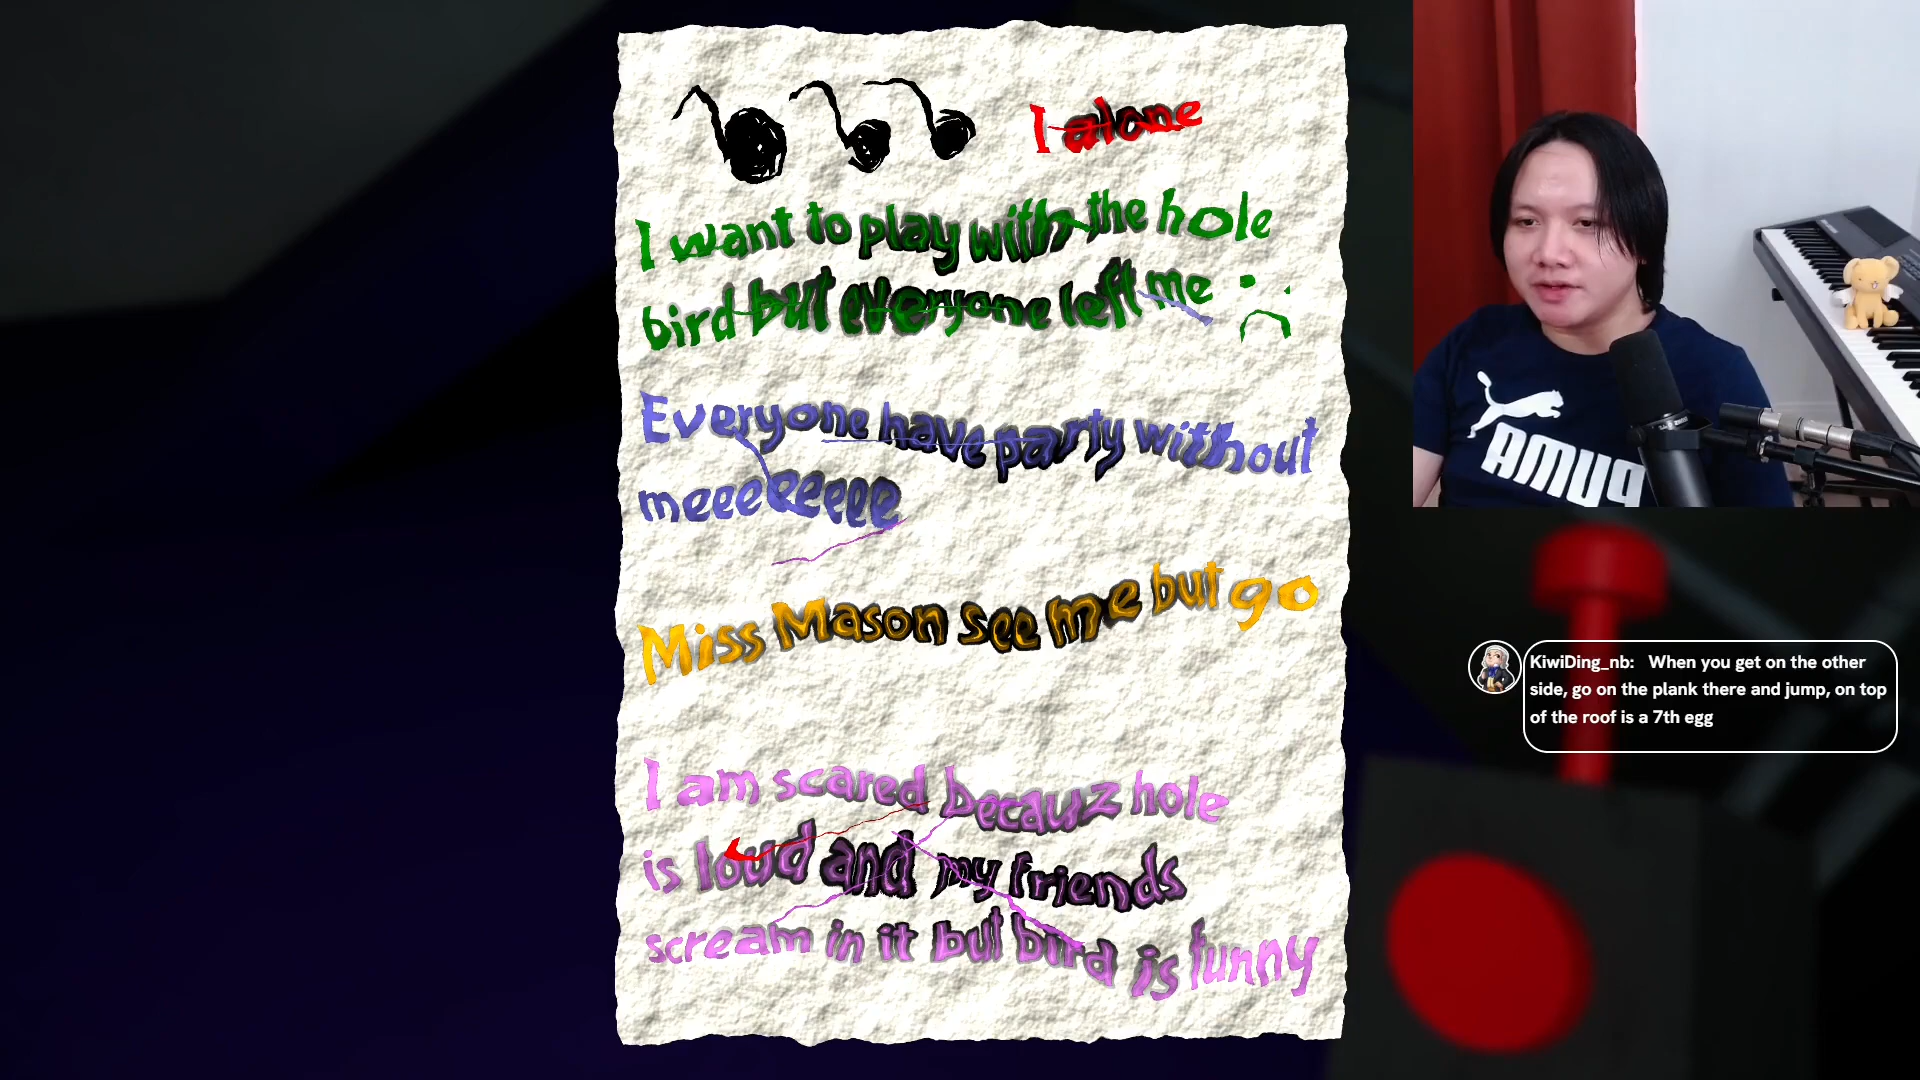 I alone
I want to play with the hole
bird but everyone left me :(
Everyone have party without
meeeeeeee
Miss Mason see me but go
I am scared becauz hole
is loud and my friends
scream in it but bird is funny
AMUq
KiwiDing_nb: When you get on the other
side, go on the plank there and jump, on top
of the roof is a 7th egg